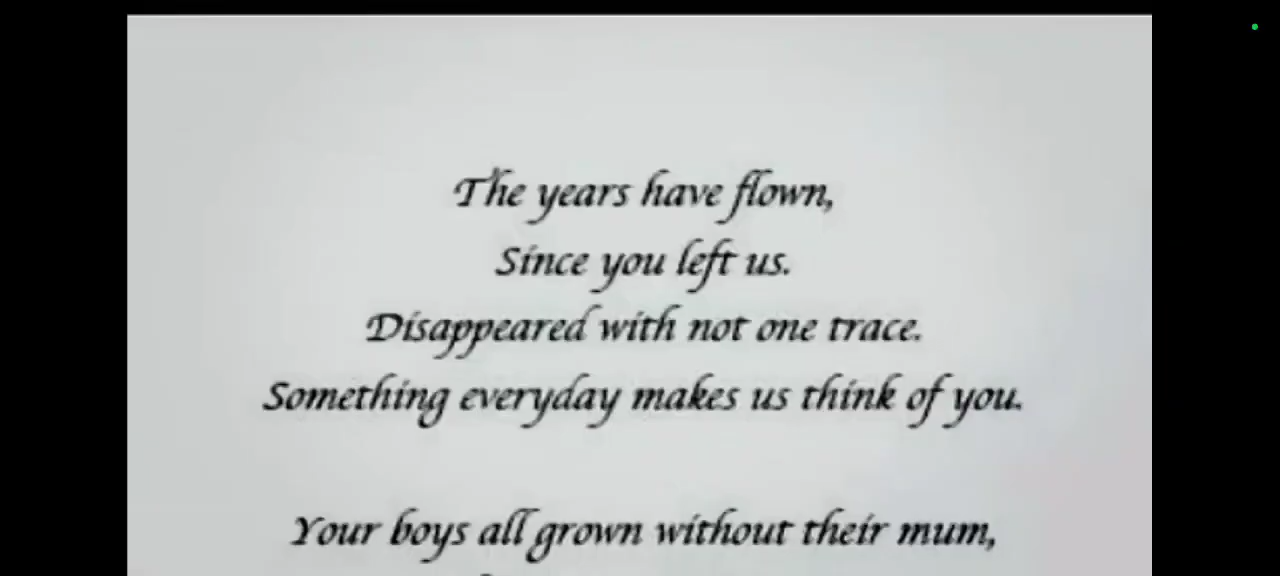 The years have flown,
Since you left us.
Disappeared with not one trace.
Something everyday makes us think of you.
Your boys all grown without their mum,